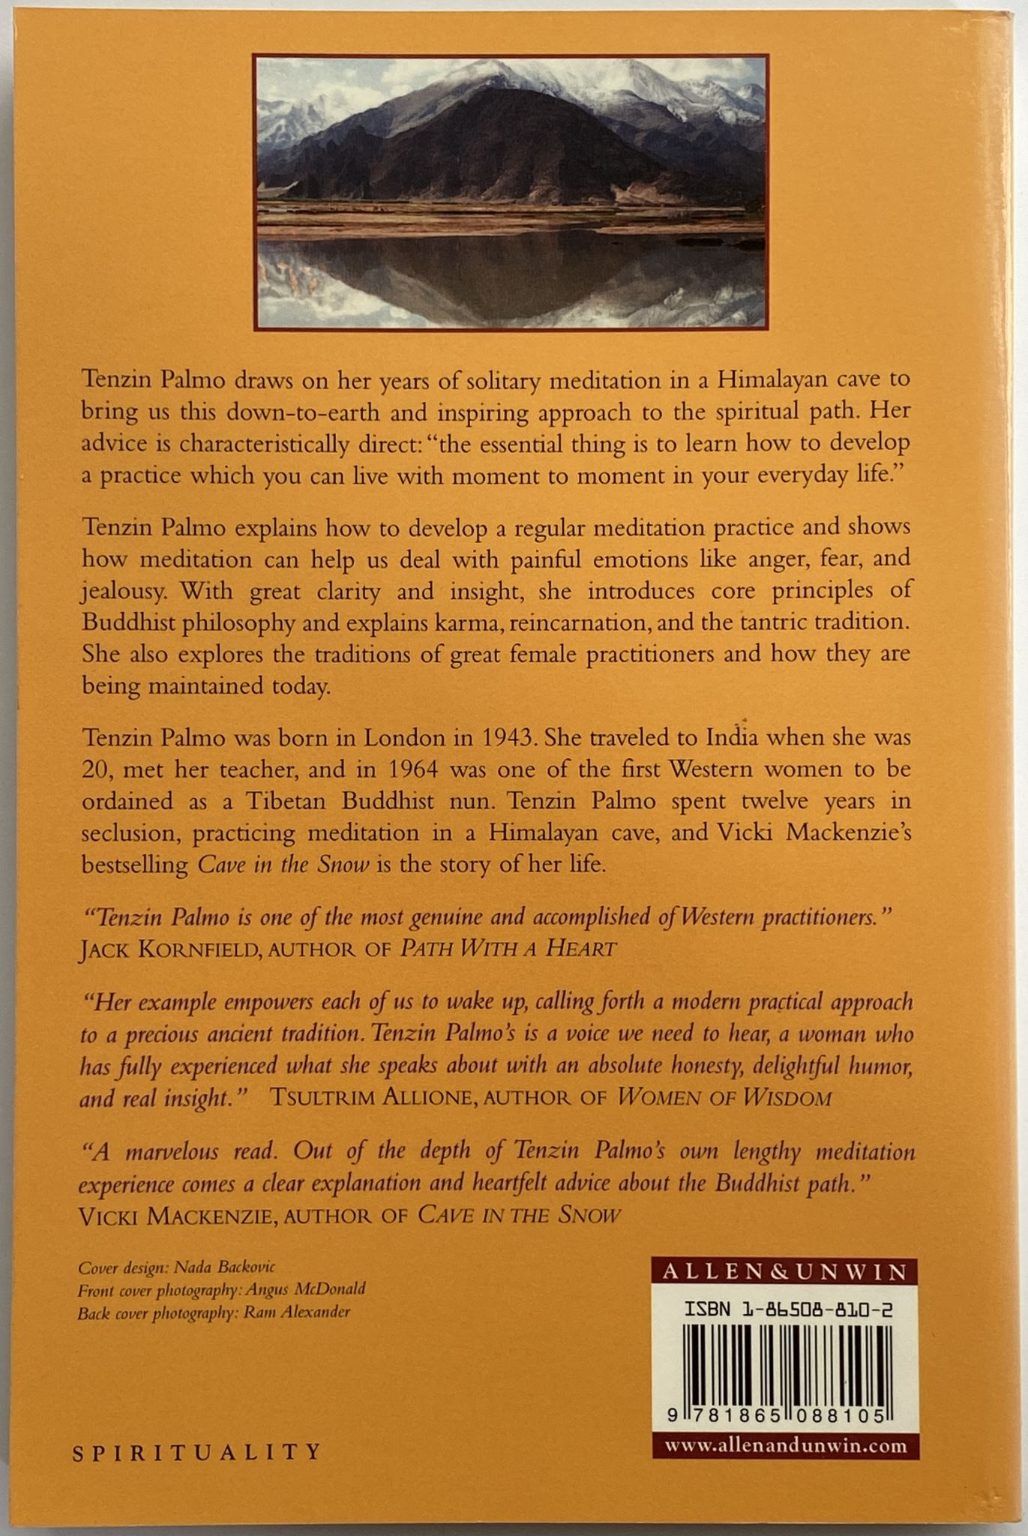 Tenzin Palmo draws on her years of solitary meditation in a Himalayan cave to
bring us this down-to-earth and inspiring approach to the spiritual path. Her
advice is characteristically direct: “the essential thing is to learn how to develop
a practice which you can live with moment to moment in your everyday life.”
Tenzin Palmo explains how to develop a regular meditation practice and shows
how meditation can help us deal with painful emotions like anger, fear, and
jealousy. With great clarity and insight, she introduces core principles of
Buddhist philosophy and explains karma, reincarnation, and the tantric tradition.
She also explores the traditions of great female practitioners and how they are
being maintained today.
Tenzin Palmo was born in London in 1943. She traveled to India when she was
20, met her teacher, and in 1964 was one of the first Western women to be
ordained as a Tibetan Buddhist nun. Tenzin Palmo spent twelve years in
seclusion, practicing meditation in a Himalayan cave, and Vicki Mackenzie’s
bestselling Cave in the Snow is the story of her life.
“Tenzin Palmo is one of the most genuine and accomplished of Western practitioners.”
JACK KORNFIELD, AUTHOR OF PATH WITH A HEART
“Her example empowers each of us to wake up, calling forth a modern practical approach
to a precious ancient tradition. Tenzin Palmo’s is a voice we need to hear, a woman who
has fully experienced what she speaks about with an absolute honesty, delightful humor,
and real insight.” TSULTRIM ALLIONE, AUTHOR OF WOMEN OF WISDOM
“A marvelous read. Out of the depth of Tenzin Palmo’s own lengthy meditation
experience comes a clear explanation and heartfelt advice about the Buddhist path.”
VICKI MACKENZIE, AUTHOR OF CAVE IN THE SNOW
Cover design: Nada Backovic
Front cover photography: Angus McDonald
Back cover photography: Ram Alexander
SPIRITUALITY
ALLEN & UNWIN
ISBN 1-86508-810-2
9 781865 088105
www.allenandunwin.com